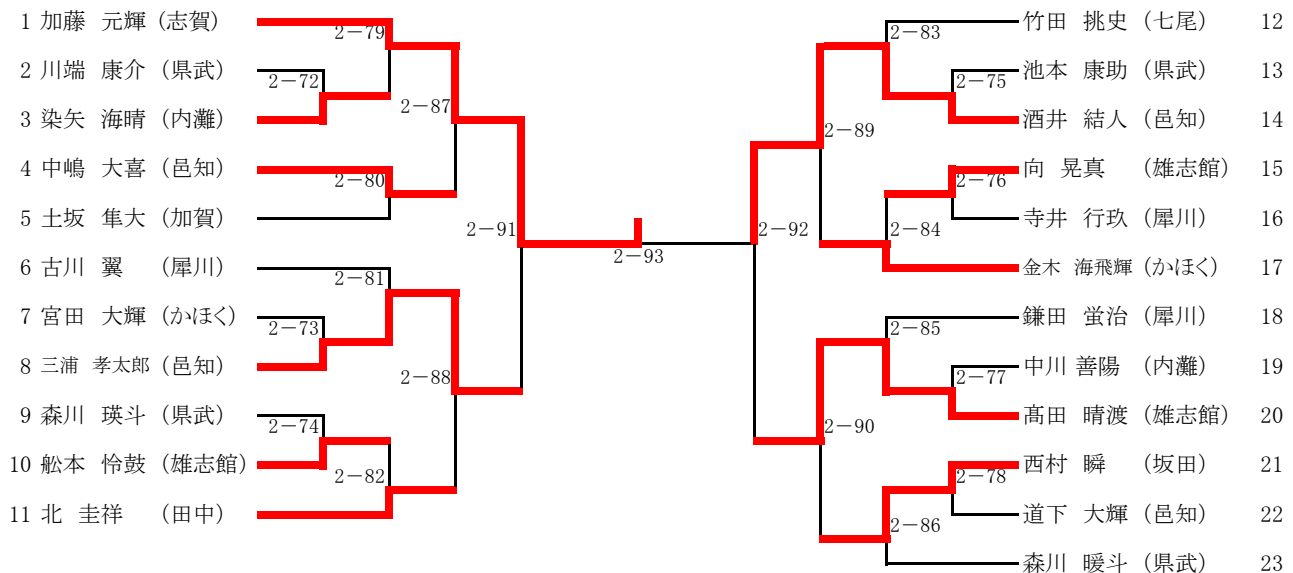 1 加藤 元輝（志賀）
2 川端 康介（県武）
3 染矢 海晴（内灘）
4 中嶋 大喜（邑知）
5 土坂 隼大（加賀）
6 古川 翼 （犀川）
7 宮田 大輝（かほく）
8 三浦 孝太郎（邑知）
9 森川 瑛斗（県武）
10 舩本 怜鼓（雄志館）
11 北 圭祥 （田中）
2－72
2－73
2－74
2－79
2－80
2－81
2－82
2－87
2－88
2－91
2－93
2－92
2－89
2－90
2－83
2－84
2－85
2－86
2－75
2－76
2－77
2－78
竹田 挑史（七尾） 12
池本 康助（県武） 13
酒井 結人（邑知） 14
向 晃真 （雄志館） 15
寺井 行玖（犀川） 16
金木 海飛輝（かほく） 17
鎌田 蛍治（犀川） 18
中川 善陽（内灘） 19
髙田 晴渡（雄志館） 20
西村 瞬 （坂田） 21
道下 大輝（邑知） 22
森川 暖斗（県武） 23